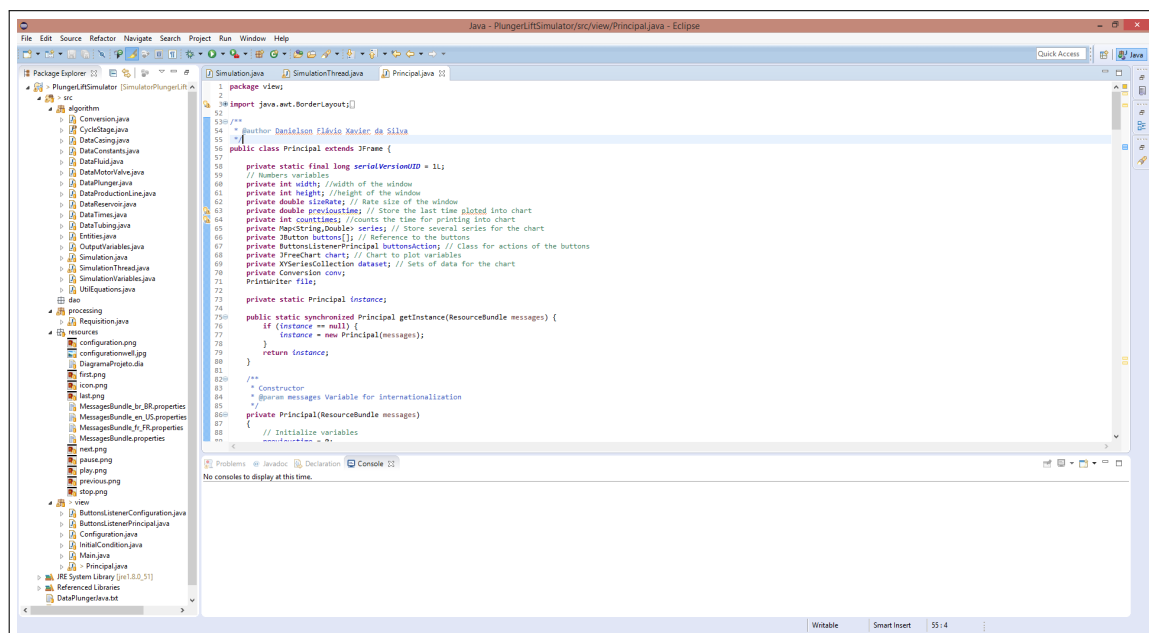 Java - PlungerLiftSimulator/src/view/Principal.java - Eclipse
File Edit Source Refactor Navigate Search Project Run Window Help
Quick Access
Java
Package Explorer
> PlungerLiftSimulator [SimulatorPlungerLift
> src
algorithm
Conversion.java
CycleStage.java
DataCasing.java
DataConstants.java
DataFluid.java
DataMotorValve.java
DataPlunger.java
DataProductionLine.java
DataReservoir.java
DataTimes.java
DataTubing.java
Entities.java
OutputVariables.java
Simulation.java
SimulationThread.java
SimulationVariables.java
UtilEquations.java
dao
processing
Requisition.java
resources
configuration.png
configurationwell.jpg
DiagramaProjeto.dia
first.png
icon.png
last.png
MessagesBundle_br_BR.properties
MessagesBundle_en_US.properties
MessagesBundle_fr_FR.properties
MessagesBundle.properties
next.png
pause.png
play.png
previous.png
stop.png
> view
ButtonsListenerConfiguration.java
ButtonsListenerPrincipal.java
Configuration.java
InitialCondition.java
Main.java
> Principal.java
JRE System Library [jre1.8.0_51]
Referenced Libraries
DataPlungerJava.txt
Simulation.java SimulationThread.java Principal.java
1 package view;
2
3 import java.awt.BorderLayout;
52
53 /**
54 * @author Danielson Flávio Xavier da Silva
55 */
56 public class Principal extends JFrame {
57
58 private static final long serialVersionUID = 1L;
59 // Numbers variables
60 private int width; //width of the window
61 private int height; //height of the window
62 private double sizeRate; // Rate size of the window
63 private double previoustime; // Store the last time ploted into chart
64 private int counttimes; //counts the time for printing into chart
65 private Map<String,Double> series; // Store several series for the chart
66 private JButton buttons[]; // Reference to the buttons
67 private ButtonsListenerPrincipal buttonsAction; // Class for actions of the buttons
68 private JFreeChart chart; // Chart to plot variables
69 private XYSeriesCollection dataset; // Sets of data for the chart
70 private Conversion conv;
71 PrintWriter file;
72
73 private static Principal instance;
74
75 public static synchronized Principal getInstance(ResourceBundle messages) {
76 if (instance == null) {
77 instance = new Principal(messages);
78 }
79 return instance;
80 }
81
82 /**
83 * Constructor
84 * @param messages Variable for internationalization
85 */
86 private Principal(ResourceBundle messages)
87 {
88 // Initialize variables
89 previoustime = 0;
Problems @ Javadoc Declaration Console
No consoles to display at this time.
Writable Smart Insert 55 : 4